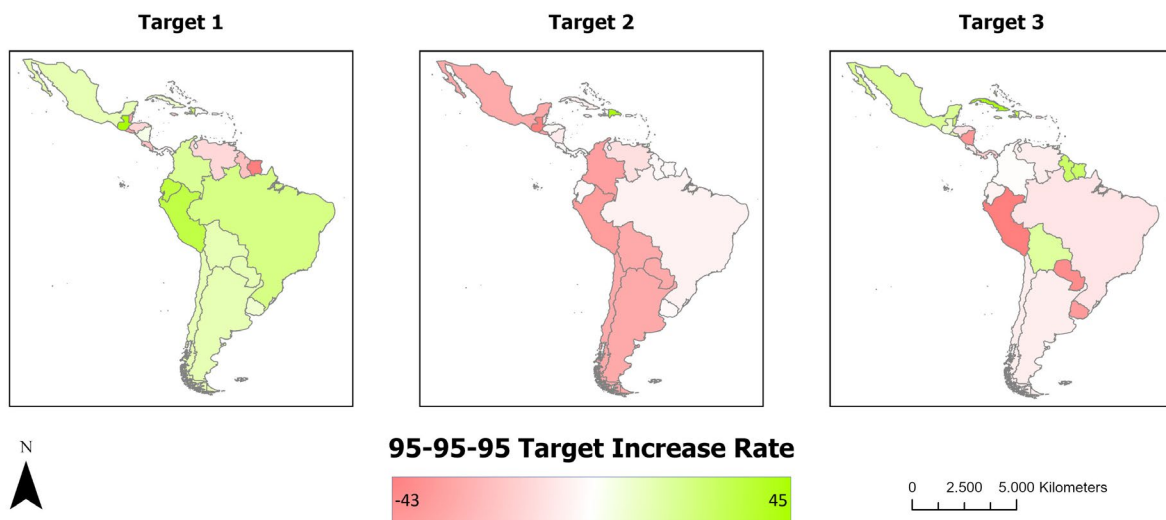 Target 1
Target 2
Target 3
N
95-95-95 Target Increase Rate
-43
45
0 2.500 5.000 Kilometers